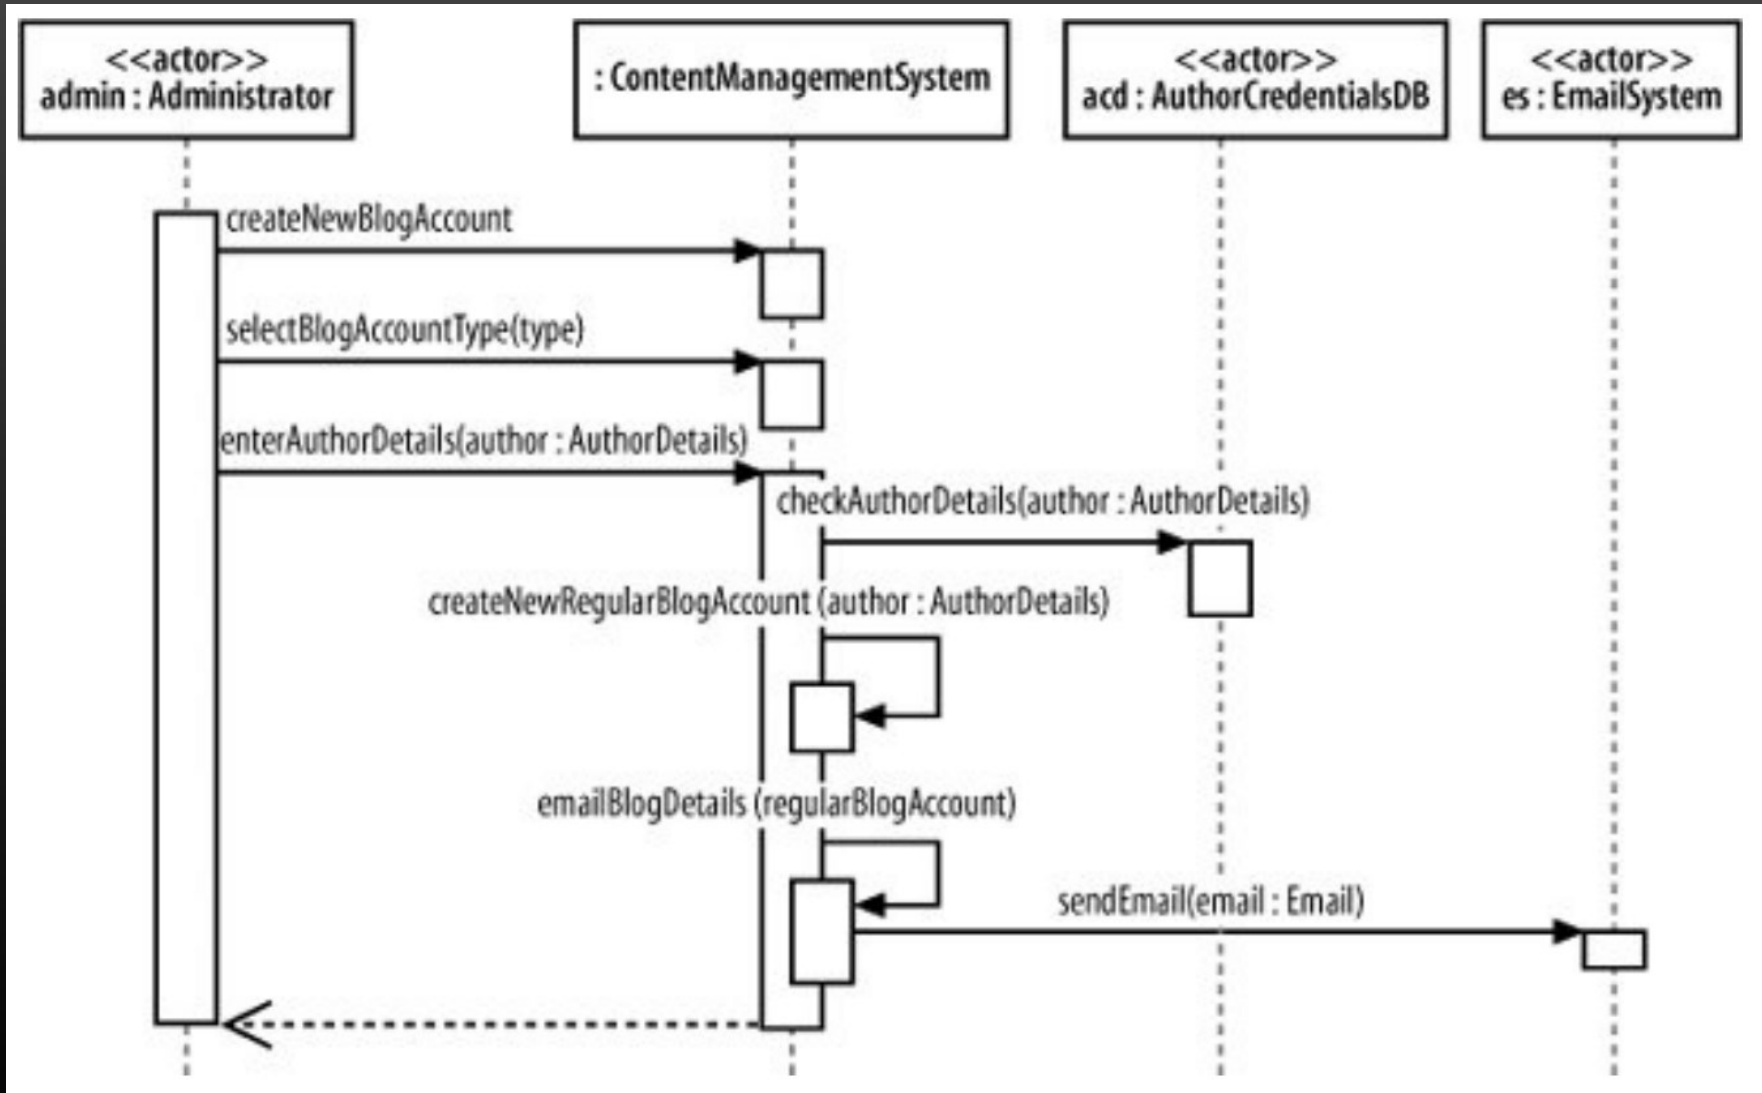 <<actor>>
admin : Administrator
: ContentManagementSystem
<<actor>>
acd : AuthorCredentialsDB
<<actor>>
es : EmailSystem
createNewBlogAccount
selectBlogAccountType(type)
enterAuthorDetails(author : AuthorDetails)
checkAuthorDetails(author : AuthorDetails)
createNewRegularBlogAccount (author : AuthorDetails)
emailBlogDetails (regularBlogAccount)
sendEmail(email : Email)